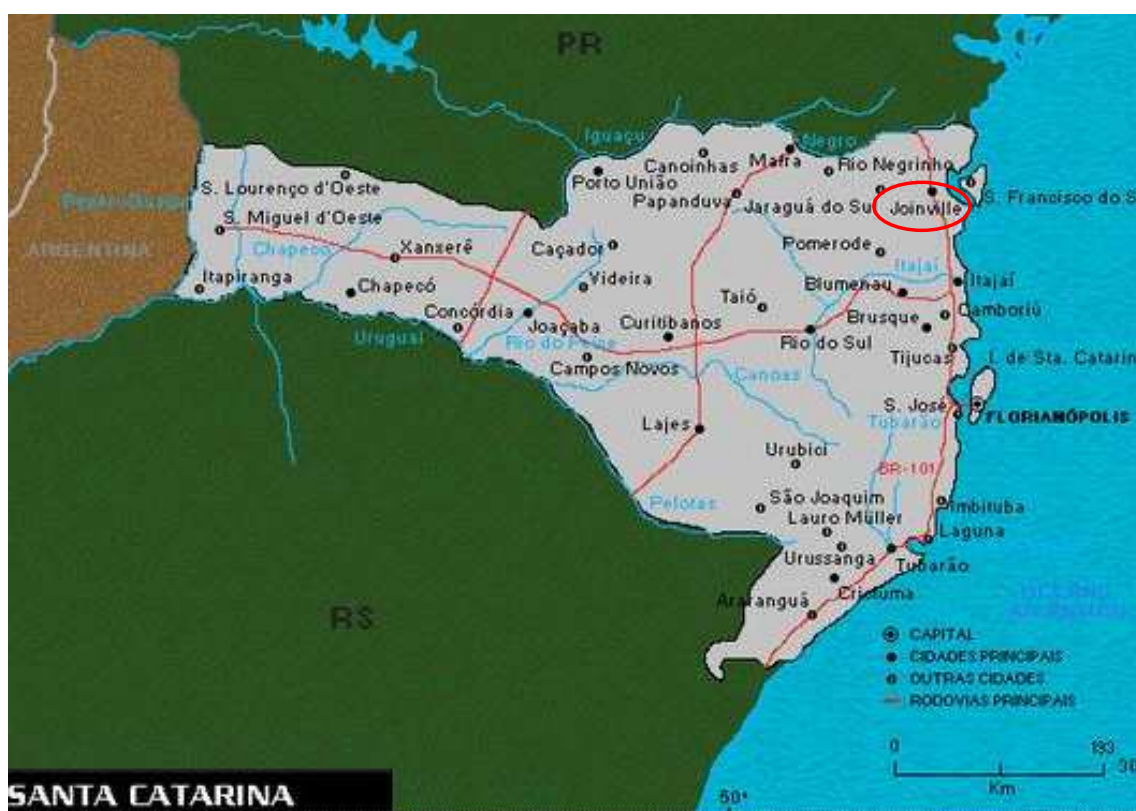 PR
Iguaçu
Negro
Canoinhas
Mafra
Rio Negrinho
Porto União
Papanduva
Jaraguá do Su
Joinville
S. Francisco do S
S. Lourenço d'Oeste
S. Miguel d'Oeste
ARGENTINA
Chapecó
Xanxerê
Caçador
Pomerode
Itajaí
Itapiranga
Chapecó
Videira
Taió
Blumenau
Itajaí
Concórdia
Joaçaba
Curitibanos
Brusque
Camboriú
Uruguai
Rio do Peixe
Rio do Sul
Tijucas
I. de Sta. Catarin
Campos Novos
Canoas
S. José
FLORIANÓPOLIS
Lajes
Tubarão
Urubici
BR-101
Pelotas
São Joaquim
Imbituba
Lauro Müller
Laguna
Urussanga
Tubarão
Criciuma
Araranguá
RS
CAPITAL
CIDADES PRINCIPAIS
OUTRAS CIDADES
RODOVIAS PRINCIPAIS
0 193
Km
30
50°
SANTA CATARINA